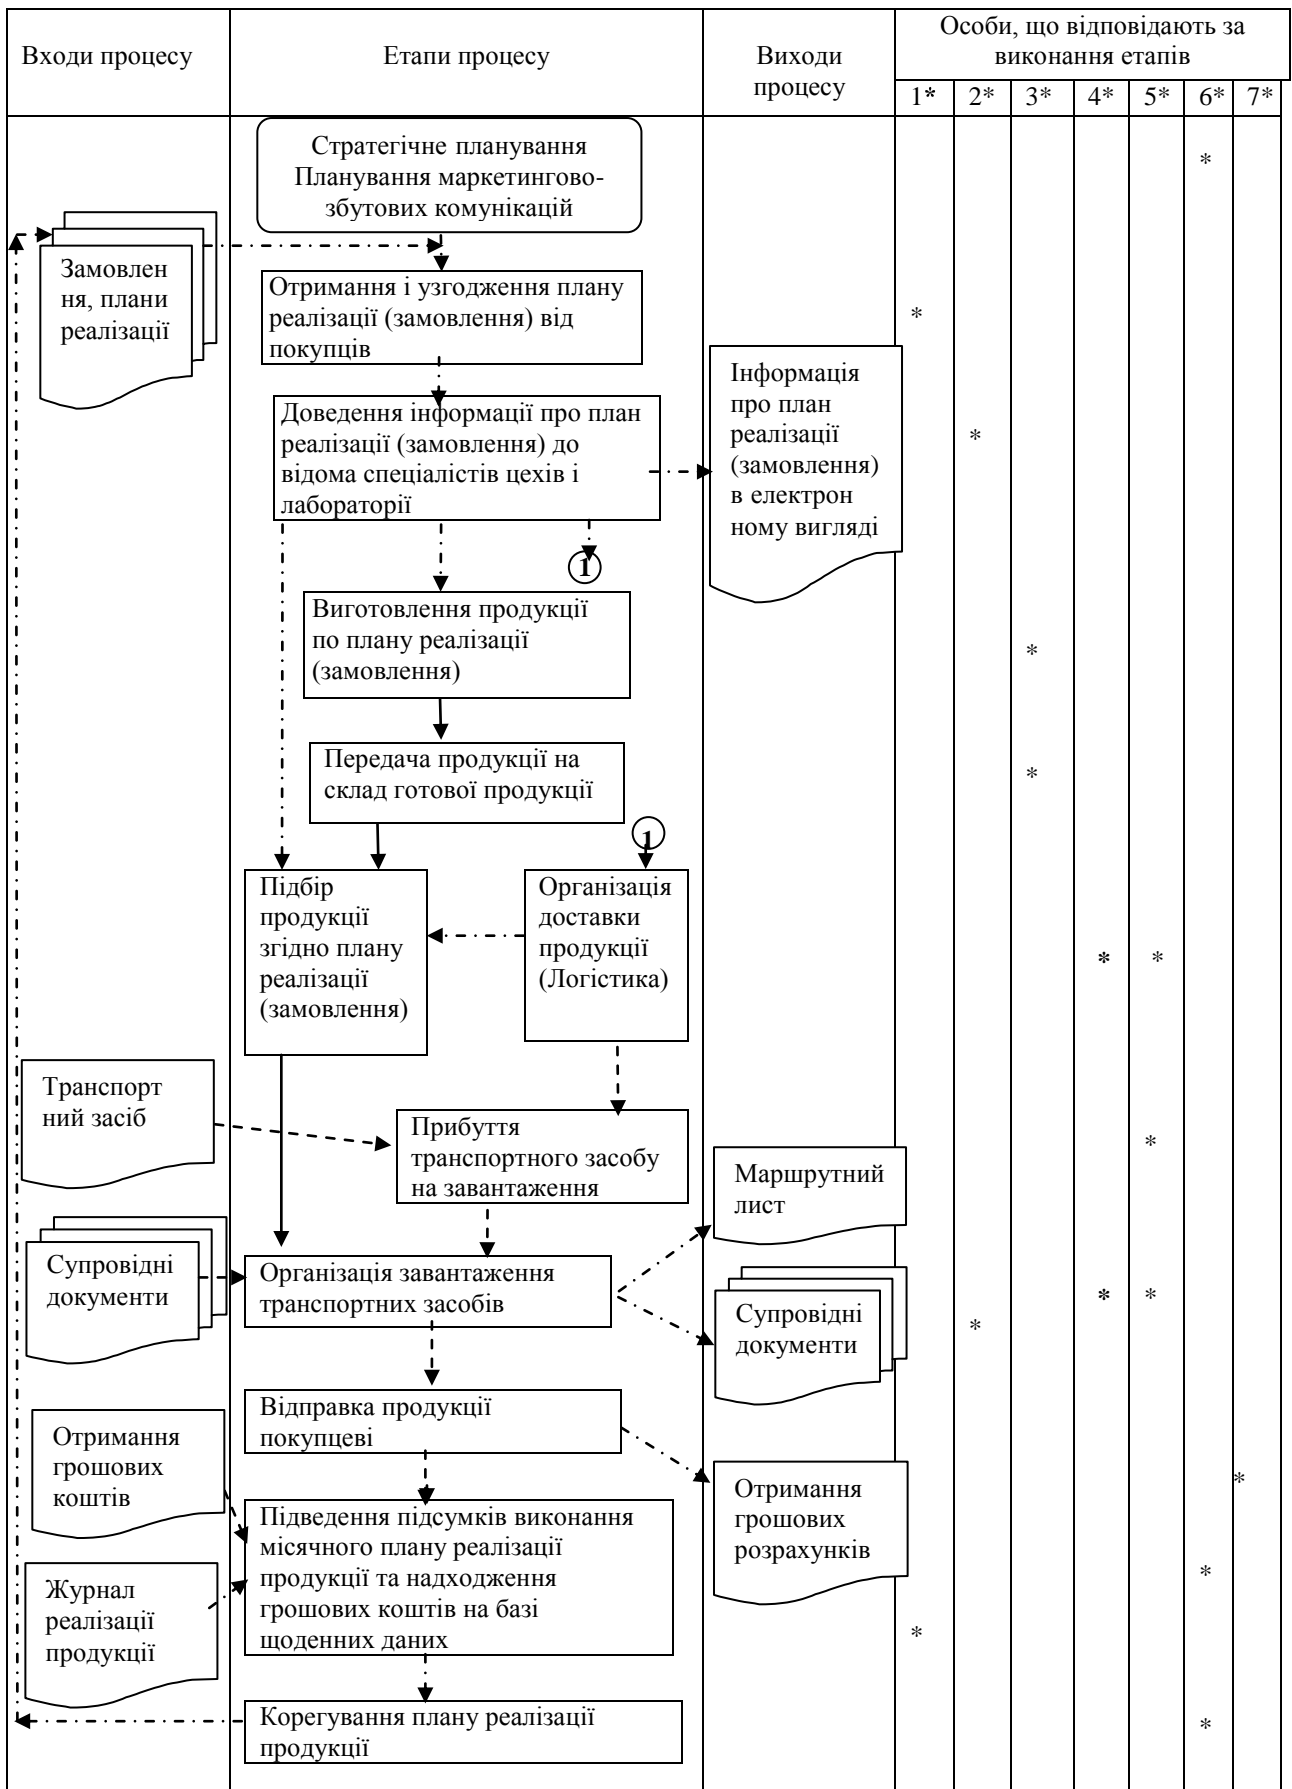 Входи процесу
Етапи процесу
Виходи
процесу
Особи, що відповідають за
виконання етапів
1*
2*
3*
4*
5*
6*
7*
Стратегічне планування
Планування маркетингово-
збутових комунікацій
*
Замовлен
ня, плани
реалізації
Отримання і узгодження плану
реалізації (замовлення) від
покупців
*
Доведення інформації про план
реалізації (замовлення) до
відома спеціалістів цехів і
лабораторії
Інформація
про план
реалізації
(замовлення)
в електрон
ному вигляді
*
1
Виготовлення продукції
по плану реалізації
(замовлення)
*
Передача продукції на
склад готової продукції
*
1
Підбір
продукції
згідно плану
реалізації
(замовлення)
Організація
доставки
продукції
(Логістика)
*
*
Транспорт
ний засіб
Прибуття
транспортного засобу
на завантаження
*
Маршрутний
лист
Супровідні
документи
Організація завантаження
транспортних засобів
Супровідні
документи
*
*
*
Відправка продукції
покупцеві
Отримання
грошових
коштів
Отримання
грошових
розрахунків
*
Підведення підсумків виконання
місячного плану реалізації
продукції та надходження
грошових коштів на базі
щоденних даних
*
Журнал
реалізації
продукції
*
Корегування плану реалізації
продукції
*